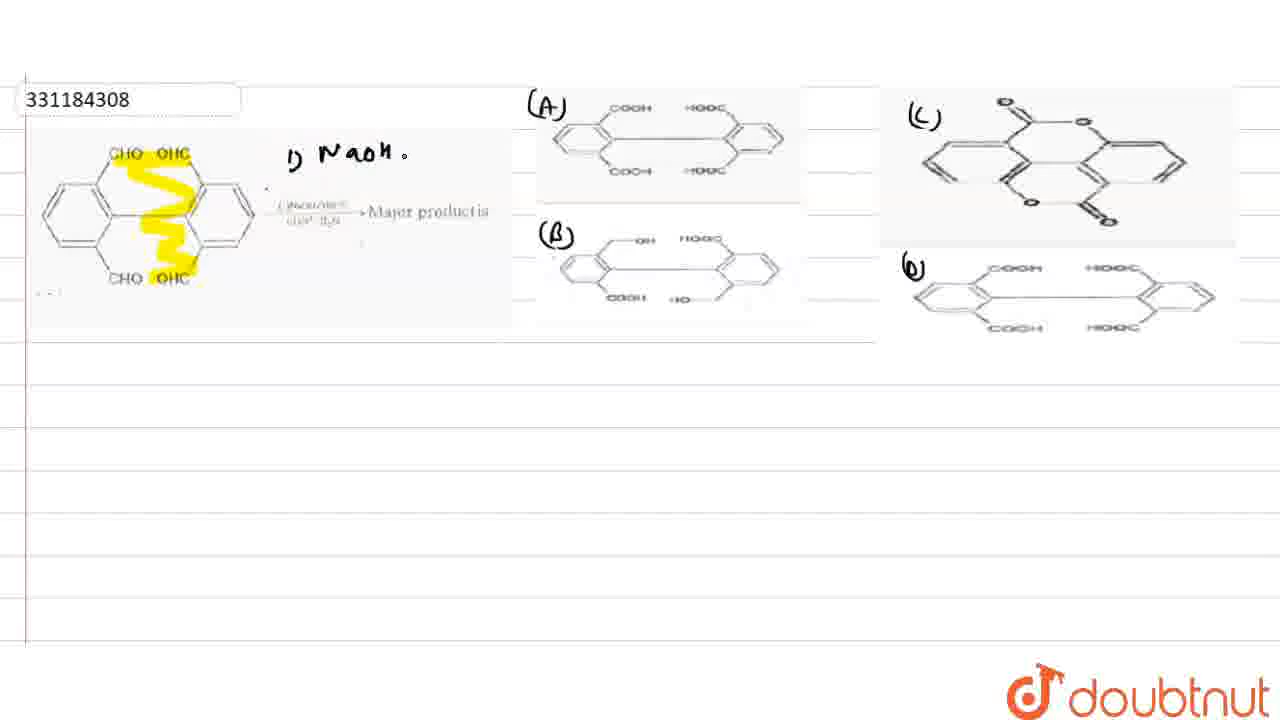 331184308
CHO OHC
1) NaOH.
Major product is
CHO OHC
(A)
COOH HOOC
COOH HOOC
(B)
OH HOOC
COOH HO
(C)
O
O
O
O
(D)
COOH HOOC
COOH HOOC
doubtnut